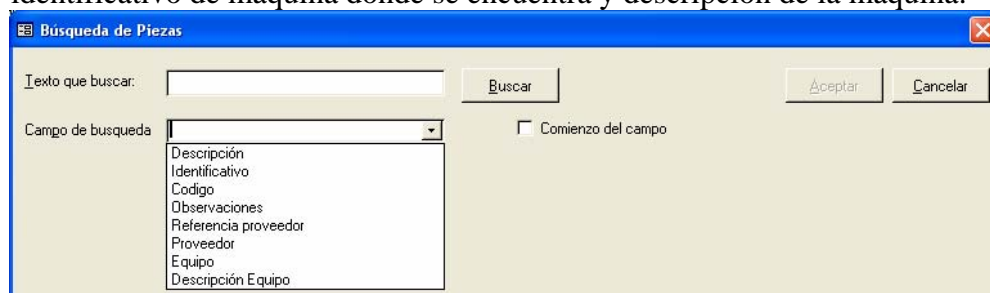 identificativo de máquina donde se encuentra y descripción de la máquina.
Búsqueda de Piezas
Texto que buscar: Buscar Aceptar Cancelar
Campo de busqueda Comienzo del campo
Descripción
Identificativo
Codigo
Observaciones
Referencia proveedor
Proveedor
Equipo
Descripción Equipo